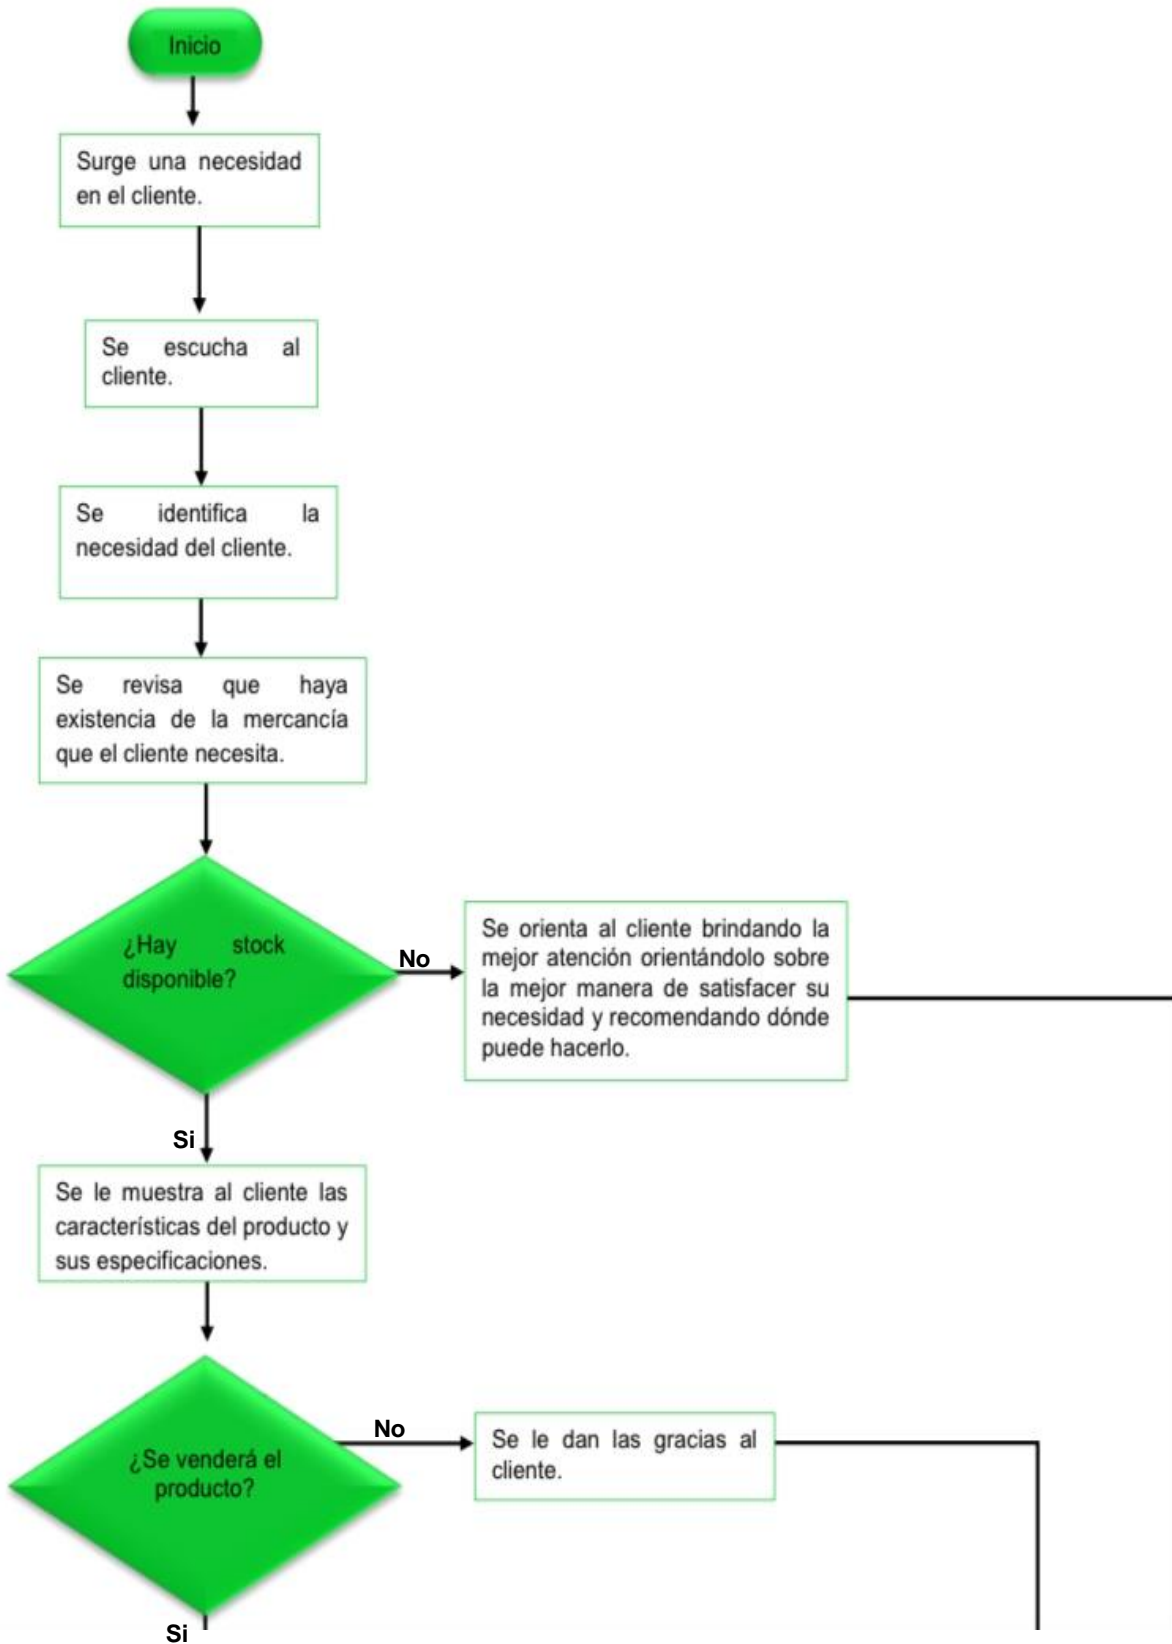 Inicio
Surge una necesidad
en el cliente.
Se escucha al
cliente.
Se identifica la
necesidad del cliente.
Se revisa que haya
existencia de la mercancía
que el cliente necesita.
¿Hay stock
disponible?
No
Se orienta al cliente brindando la
mejor atención orientándolo sobre
la mejor manera de satisfacer su
necesidad y recomendando dónde
puede hacerlo.
Si
Se le muestra al cliente las
características del producto y
sus especificaciones.
¿Se venderá el
producto?
No
Se le dan las gracias al
cliente.
Si